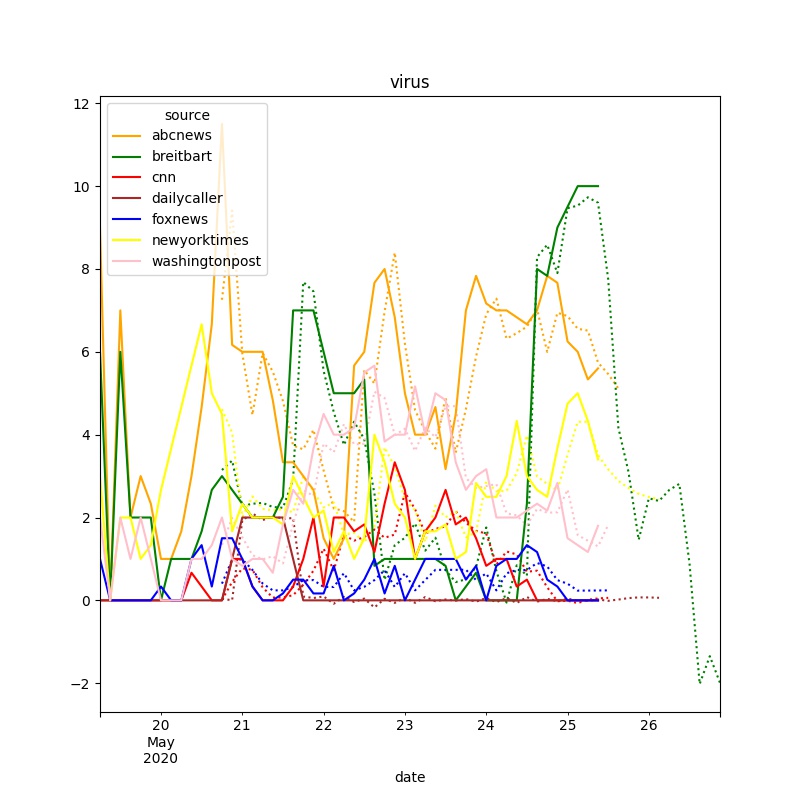 virus
12
10
8
6
4
2
0
−2
source
abcnews
breitbart
cnn
dailycaller
foxnews
newyorktimes
washingtonpost
20
May
2020
21
22
23
24
25
26
date